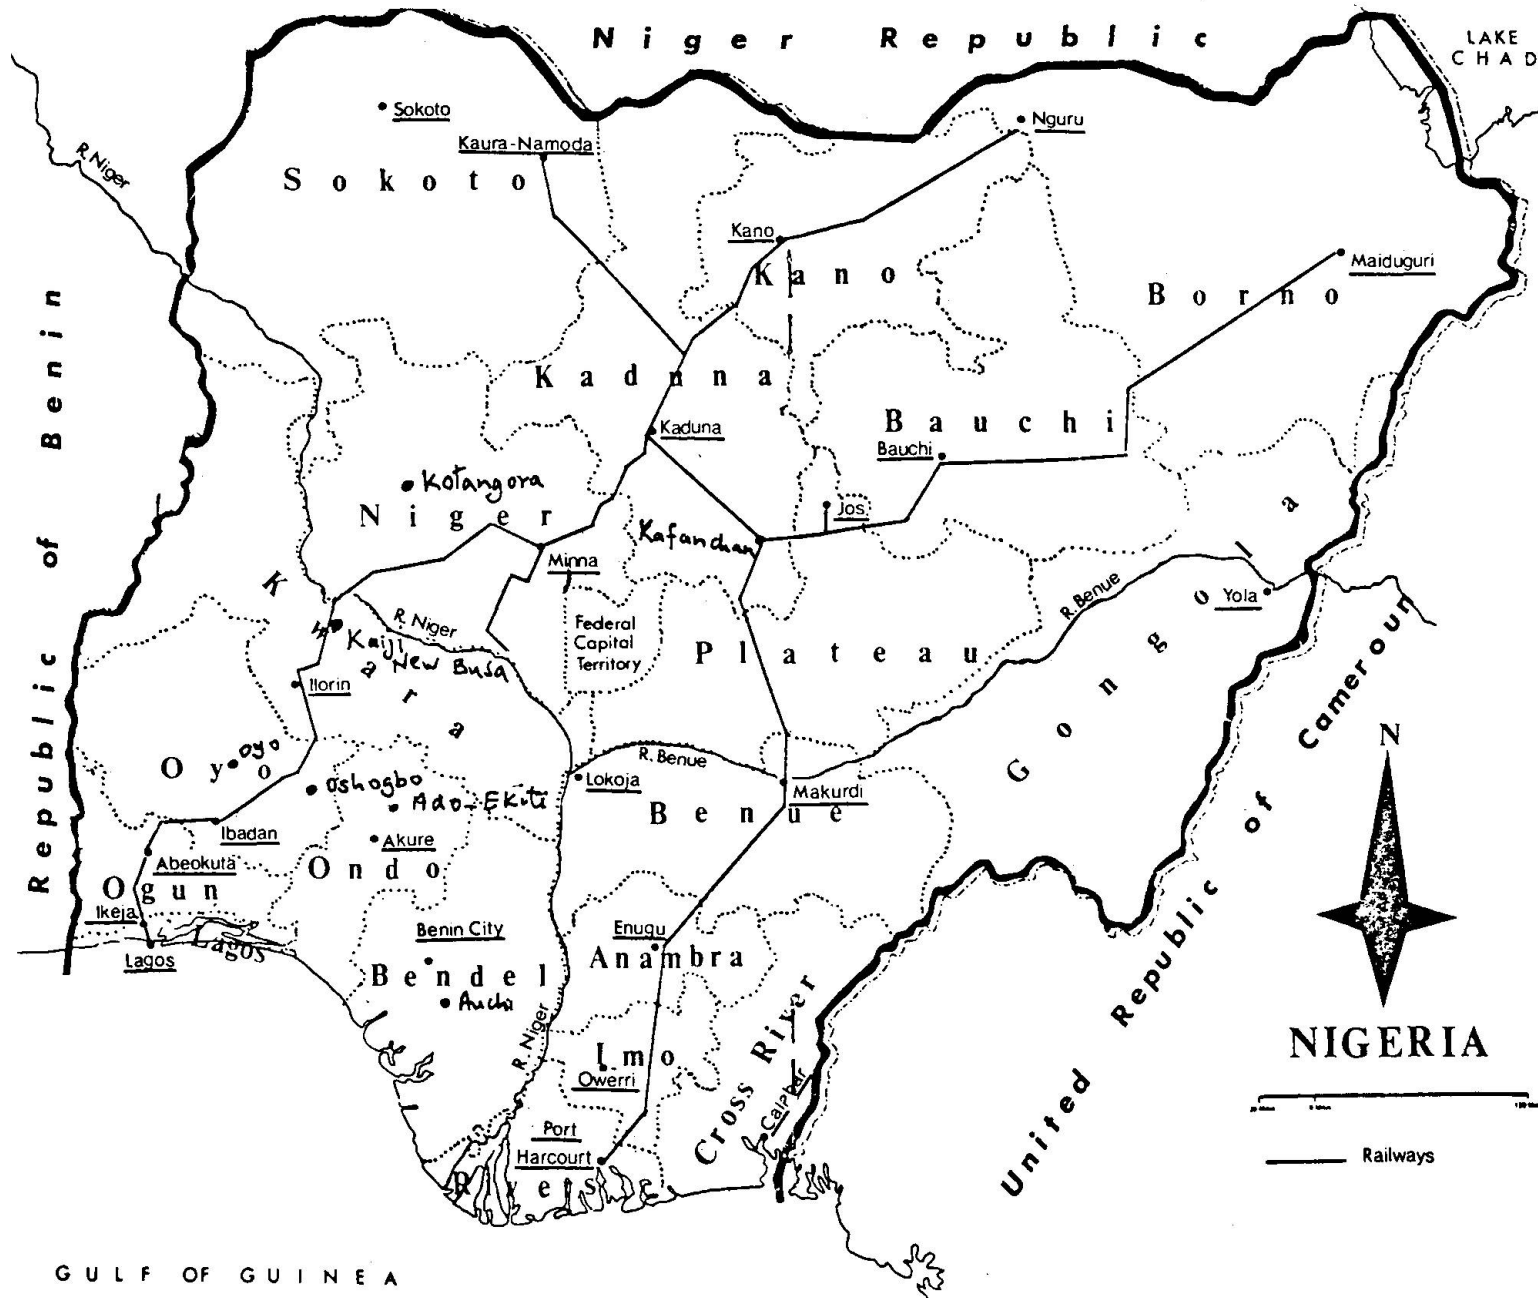 Niger Republic
LAKE
CHAD
Sokoto
Nguru
Kaura-Namoda
R. Niger
Sokoto
Kano
Maiduguri
Kano
Borno
Republic of Benin
Kaduna
Bauchi
Kaduna
Bauchi
Kotangora
Niger
Jos
Kafanchan
Minna
Kwara
R. Niger
Federal
Capital
Territory
R. Benue
Yola
Gongola
Kaiji
New Busa
Plateau
Ilorin
Oyo
Oyo
R. Benue
Oshogbo
Lokoja
Makurdi
Ado-Ekiti
Benue
Ibadan
Akure
Abeokuta
Ondo
Ogun
Ikeja
Benin City
Enugu
Lagos
Lagos
Anambra
Bendel
Auchi
R. Niger
Imo
Owerri
Cross River
Calabar
Port
Harcourt
Rivers
United Republic of Cameroun
N
NIGERIA
Railways
GULF OF GUINEA